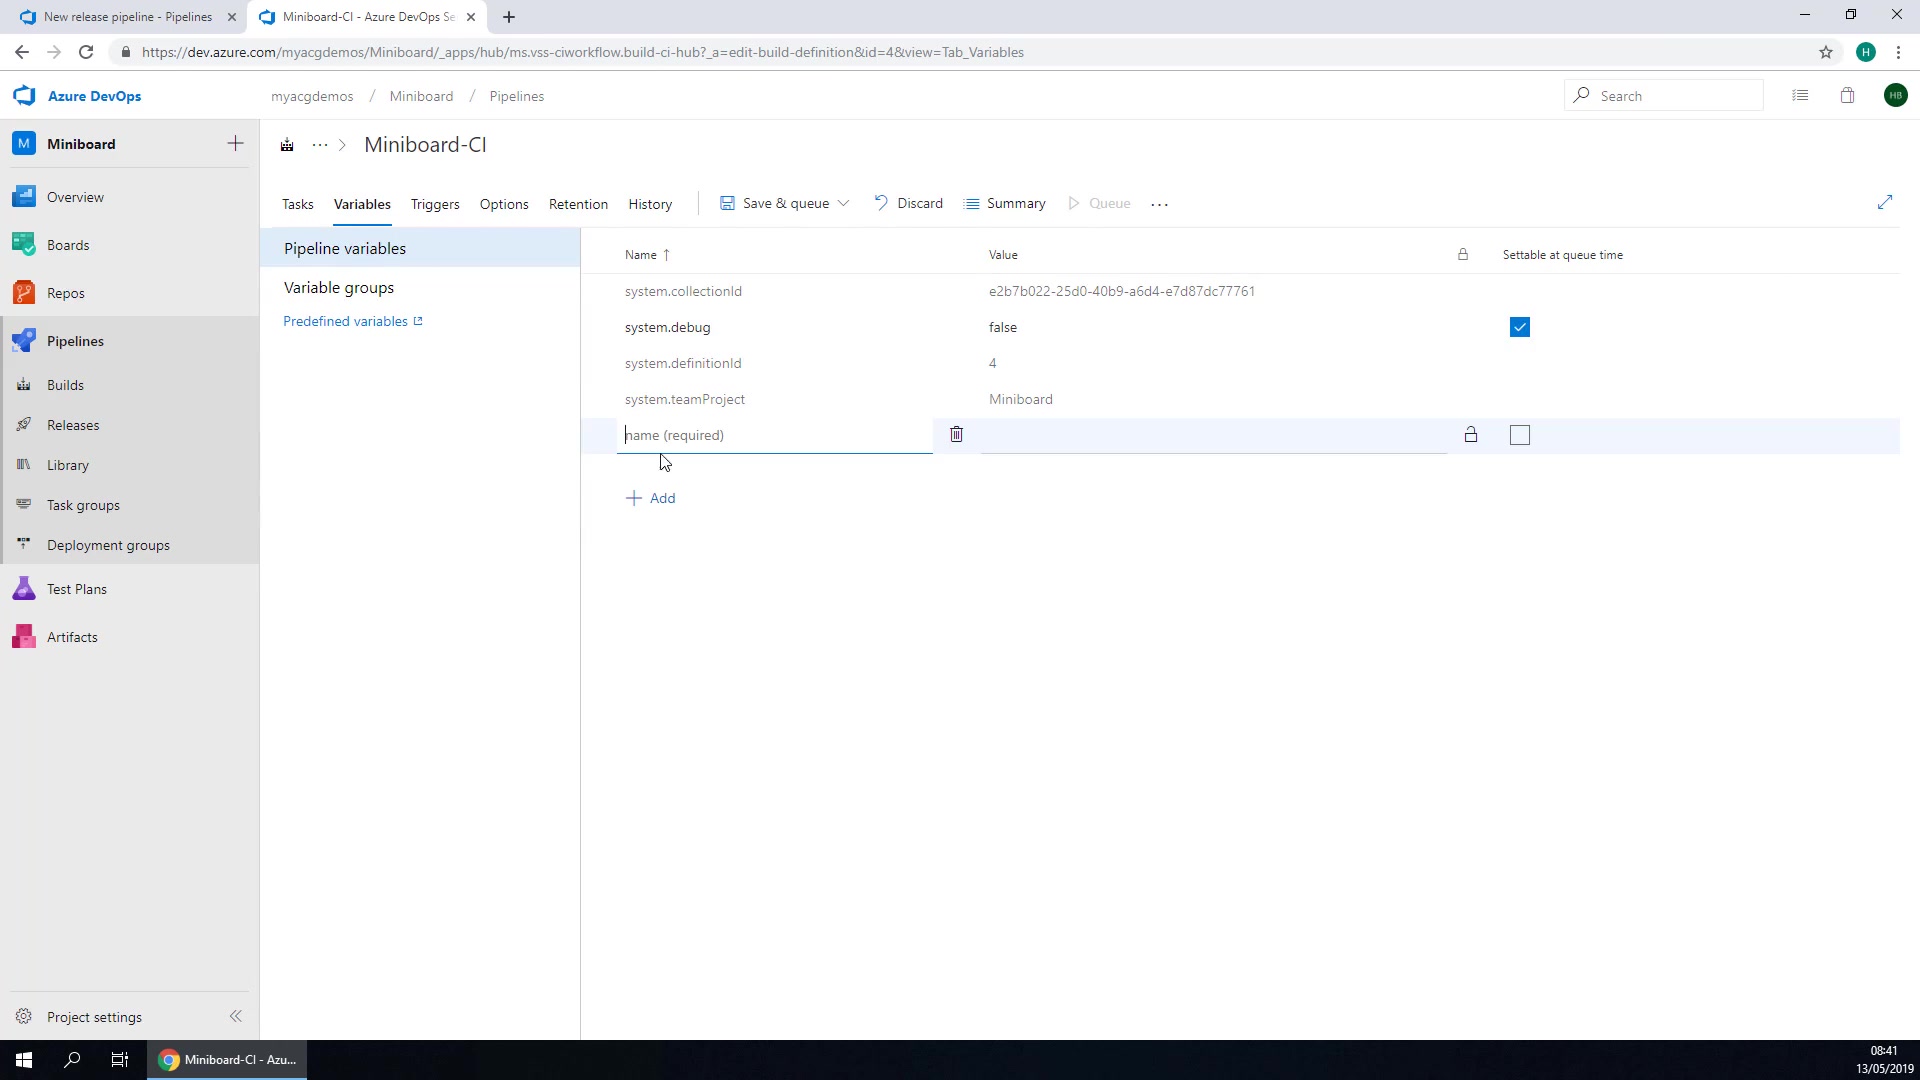 New release pipeline - Pipelines
Miniboard-CI - Azure DevOps Se
https://dev.azure.com/myacgdemos/Miniboard/_apps/hub/ms.vss-ciworkflow.build-ci-hub?_a=edit-build-definition&id=4&view=Tab_Variables
H
Azure DevOps
myacgdemos / Miniboard / Pipelines
Search
HB
M Miniboard
Miniboard-CI
Overview
Boards
Repos
Pipelines
Builds
Releases
Library
Task groups
Deployment groups
Test Plans
Artifacts
Project settings
Tasks Variables Triggers Options Retention History
Save & queue Discard Summary Queue
Pipeline variables
Variable groups
Predefined variables
Name Value Settable at queue time
system.collectionId e2b7b022-25d0-40b9-a6d4-e7d87dc77761
system.debug false
system.definitionId 4
system.teamProject Miniboard
name (required)
Add
Miniboard-CI - Azu...
08:41
13/05/2019